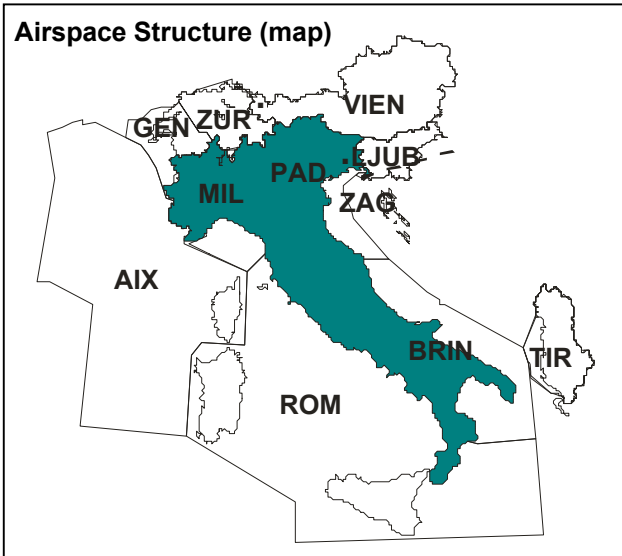 Airspace Structure (map)
VIEN
GEN
ZUR
LJUB
PAD
MIL
ZAG
AIX
BRIN
TIR
ROM